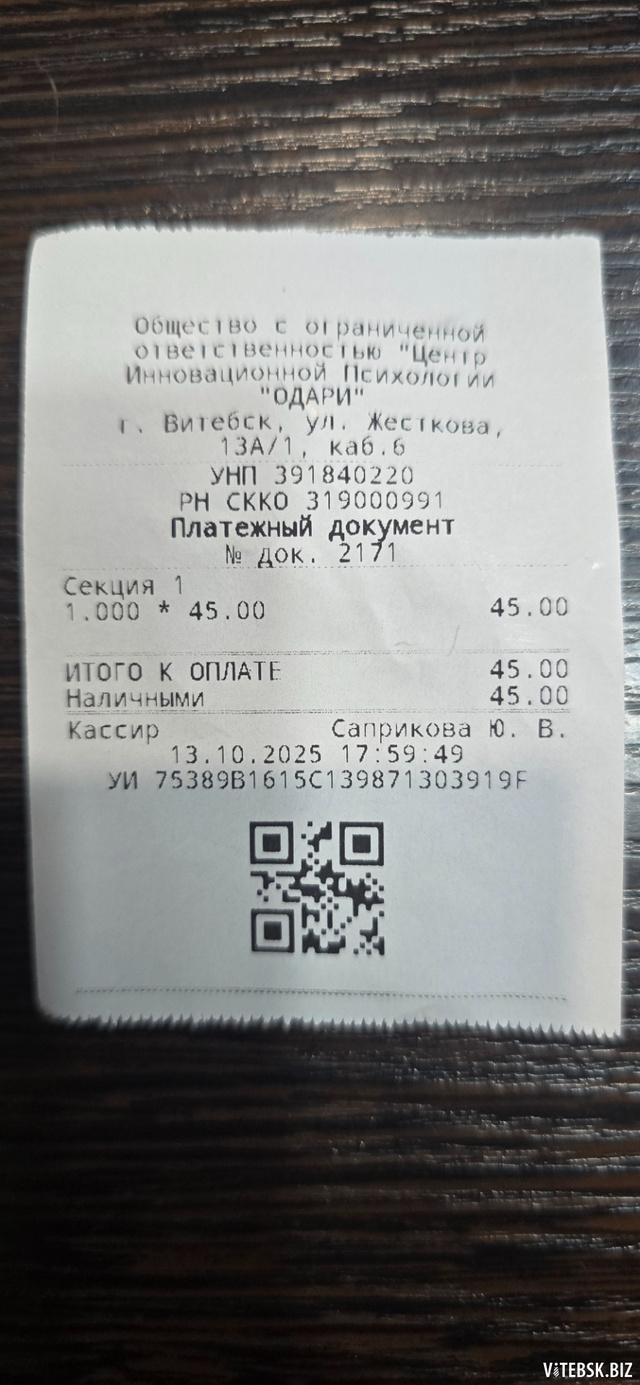 Общество с ограниченной
ответственностью "Центр
Инновационной Психологии
"ОДАРИ"
г. Витебск, ул. Жесткова,
13А/1, каб.6
УНП 391840220
РН СККО 319000991
Платежный документ
№ док. 2171
Секция 1
1.000 * 45.00 45.00
ИТОГО К ОПЛАТЕ 45.00
Наличными 45.00
Кассир Саприкова Ю. В.
13.10.2025 17:59:49
УИ 75389B1615C139871303919F
VITEBSK.BIZ